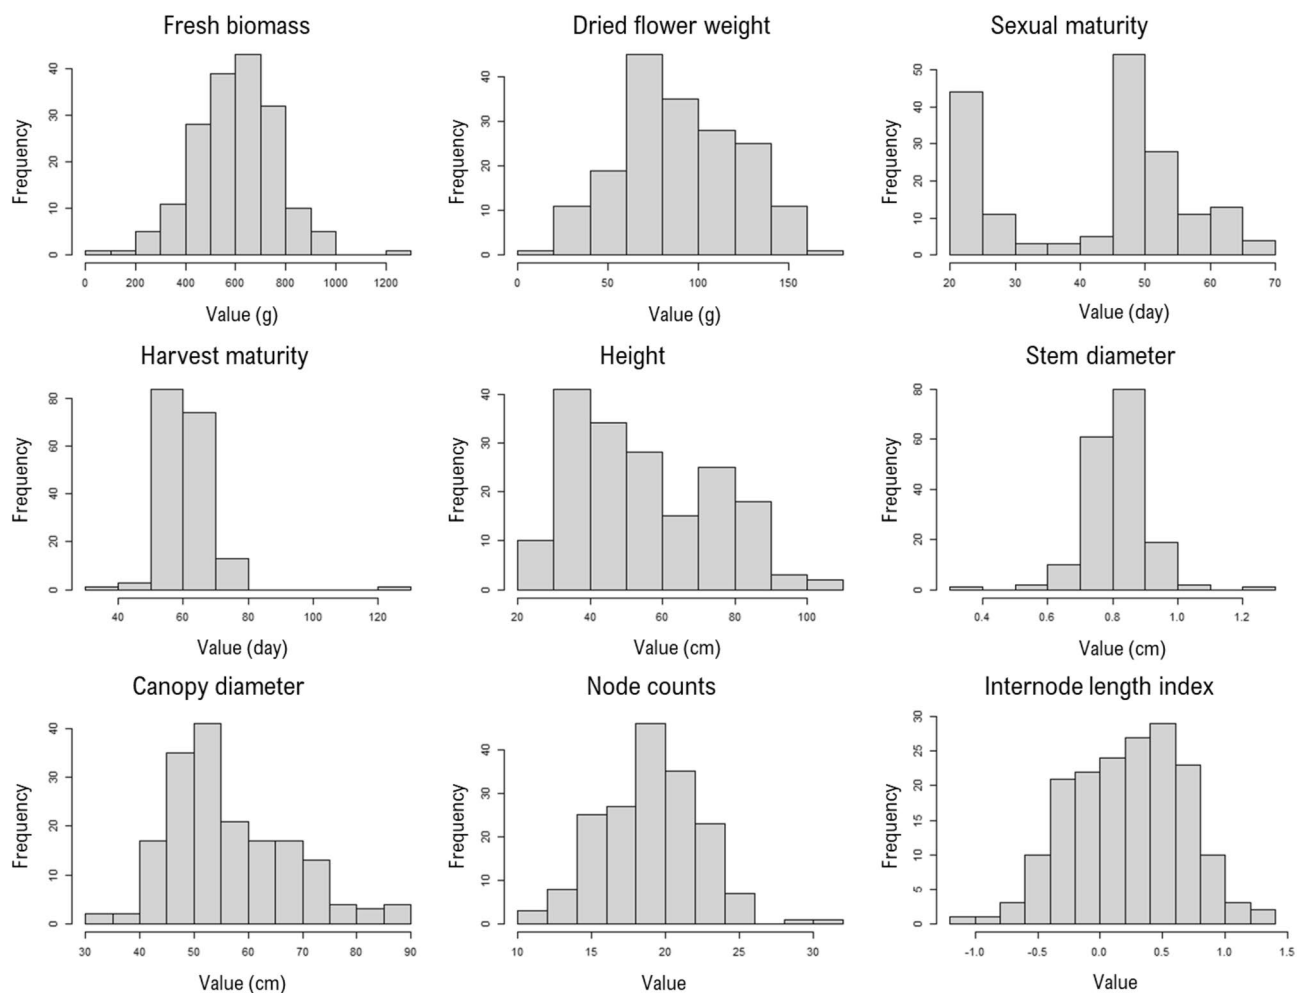 Fresh biomass
Frequency
0 10 20 30 40
0 200 400 600 800 1000 1200
Value (g)
Dried flower weight
Frequency
0 10 20 30 40
0 50 100 150
Value (g)
Sexual maturity
Frequency
0 10 20 30 40 50
20 30 40 50 60 70
Value (day)
Harvest maturity
Frequency
0 20 40 60 80
40 60 80 100 120
Value (day)
Height
Frequency
0 10 20 30 40
20 40 60 80 100
Value (cm)
Stem diameter
Frequency
0 20 40 60 80
0.4 0.6 0.8 1.0 1.2
Value (cm)
Canopy diameter
Frequency
0 10 20 30 40
30 40 50 60 70 80 90
Value (cm)
Node counts
Frequency
0 10 20 30 40
10 15 20 25 30
Value
Internode length index
Frequency
0 5 10 15 20 25 30
-1.0 -0.5 0.0 0.5 1.0 1.5
Value